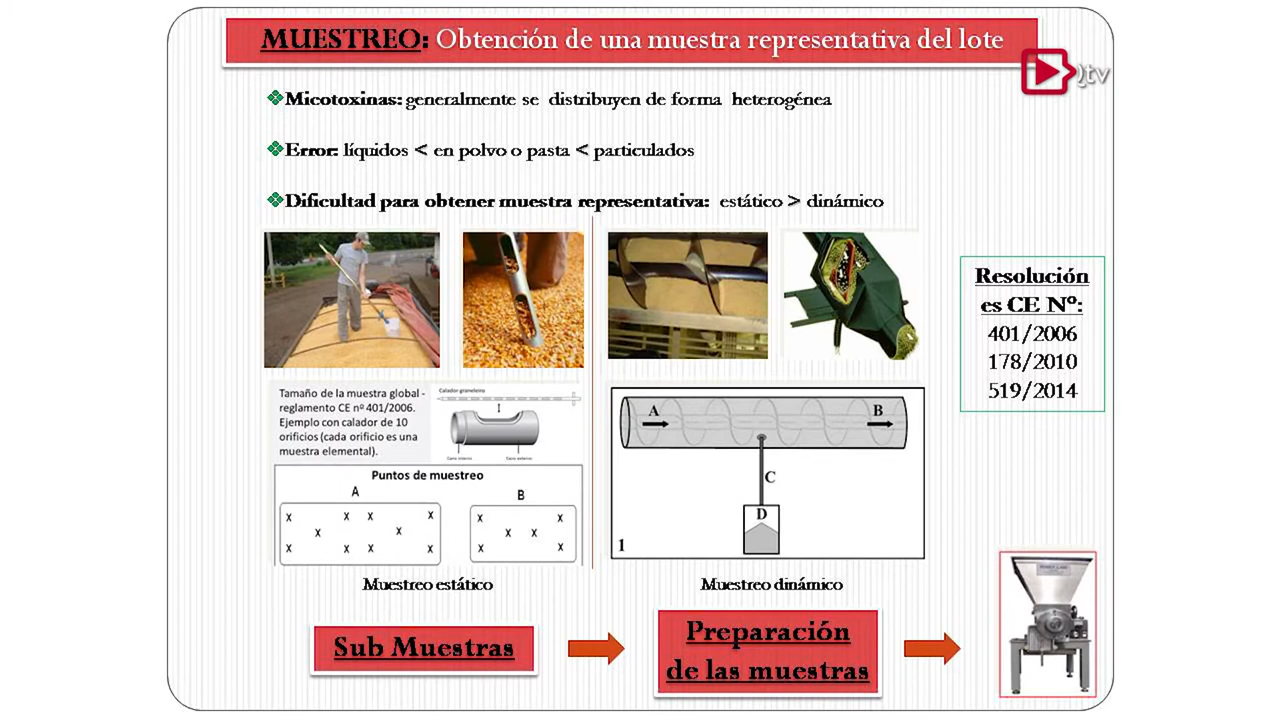 MUESTREO: Obtención de una muestra representativa del lote
tv
Micotoxinas: generalmente se distribuyen de forma heterogénea
Error: líquidos < en polvo o pasta < particulados
Dificultad para obtener muestra representativa: estático > dinámico
Resolución
es CE Nº:
401/2006
178/2010
519/2014
Tamaño de la muestra global -
reglamento CE nº 401/2006.
Ejemplo con calador de 10
orificios (cada orificio es una
muestra elemental).
Calador graneleiro
Puntos de muestreo
A
B
X X X X
X X
X X X X
X X
X X
X X
A
B
C
D
1
Muestreo estático
Muestreo dinámico
Sub Muestras
Preparación
de las muestras